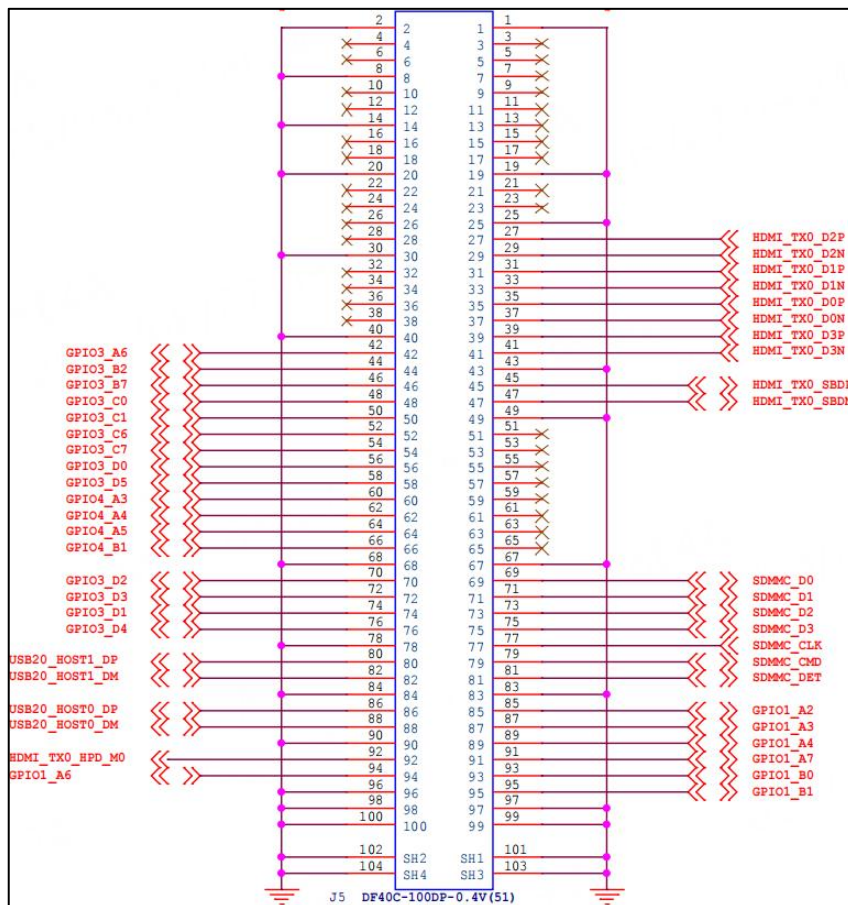 2 2 1 1
4 4 3 3
6 6 5 5
8 8 7 7
10 10 9 9
12 12 11 11
14 14 13 13
16 16 15 15
18 18 17 17
20 20 19 19
22 22 21 21
24 24 23 23
26 26 25 25
28 28 27 27 HDMI_TX0_D2P
30 30 29 29 HDMI_TX0_D2N
32 32 31 31 HDMI_TX0_D1P
34 34 33 33 HDMI_TX0_D1N
36 36 35 35 HDMI_TX0_D0P
38 38 37 37 HDMI_TX0_D0N
40 40 39 39 HDMI_TX0_D3P
GPIO3_A6 42 42 41 41 HDMI_TX0_D3N
GPIO3_B2 44 44 43 43
GPIO3_B7 46 46 45 45 HDMI_TX0_SBDP
GPIO3_C0 48 48 47 47 HDMI_TX0_SBDN
GPIO3_C1 50 50 49 49
GPIO3_C6 52 52 51 51
GPIO3_C7 54 54 53 53
GPIO3_D0 56 56 55 55
GPIO3_D5 58 58 57 57
GPIO4_A3 60 60 59 59
GPIO4_A4 62 62 61 61
GPIO4_A5 64 64 63 63
GPIO4_B1 66 66 65 65
68 68 67 67
GPIO3_D2 70 70 69 69 SDMMC_D0
GPIO3_D3 72 72 71 71 SDMMC_D1
GPIO3_D1 74 74 73 73 SDMMC_D2
GPIO3_D4 76 76 75 75 SDMMC_D3
78 78 77 77 SDMMC_CLK
USB20_HOST1_DP 80 80 79 79 SDMMC_CMD
USB20_HOST1_DM 82 82 81 81 SDMMC_DET
84 84 83 83
USB20_HOST0_DP 86 86 85 85 GPIO1_A2
USB20_HOST0_DM 88 88 87 87 GPIO1_A3
90 90 89 89 GPIO1_A4
HDMI_TX0_HPD_M0 92 92 91 91 GPIO1_A7
GPIO1_A6 94 94 93 93 GPIO1_B0
96 96 95 95 GPIO1_B1
98 98 97 97
100 100 99 99
102 SH2 SH1 101
104 SH4 SH3 103
J5 DF40C-100DP-0.4V(51)